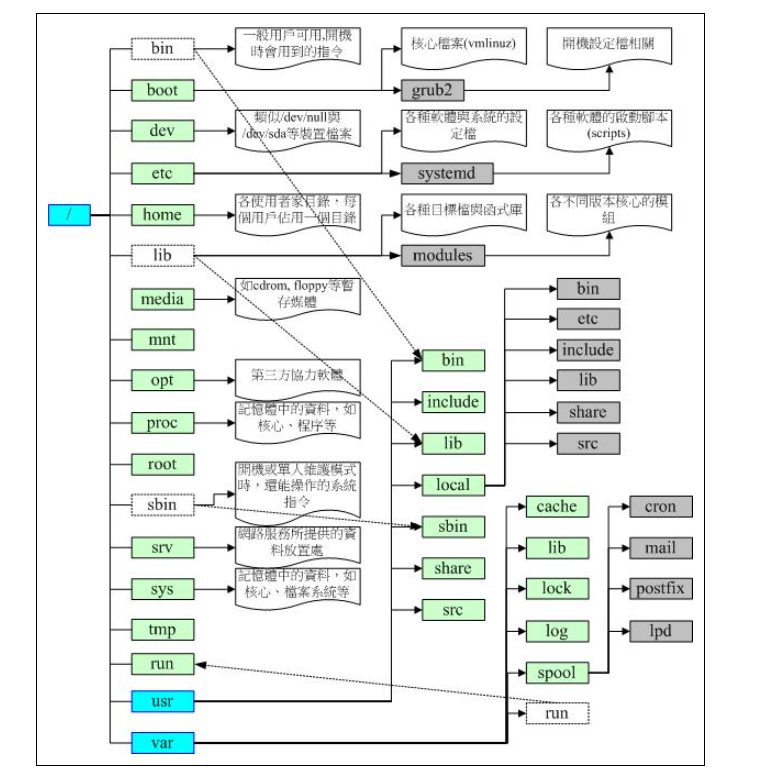 /
bin
一般用戶可用,開機
時會用到的指令
核心檔案(vmlinuz)
開機設定檔相關
boot
grub2
dev
類似/dev/null與
/dev/sda等裝置檔案
各種軟體與系統的設
定檔
各種軟體的啟動腳本
(scripts)
etc
systemd
home
各使用者家目錄，每
個用戶佔用一個目錄
各種目標檔與函式庫
各不同版本核心的模
組
lib
modules
media
如cdrom, floppy等暫
存媒體
mnt
opt
第三方協力軟體
proc
記憶體中的資料，如
核心、程序等
root
sbin
開機或單人維護模式
時，還能操作的系統
指令
srv
網路服務所提供的資
料放置處
sys
記憶體中的資料，如
核心、檔案系統等
tmp
run
usr
var
bin
include
lib
local
sbin
share
src
bin
etc
include
lib
share
src
cache
lib
lock
log
spool
run
cron
mail
postfix
lpd